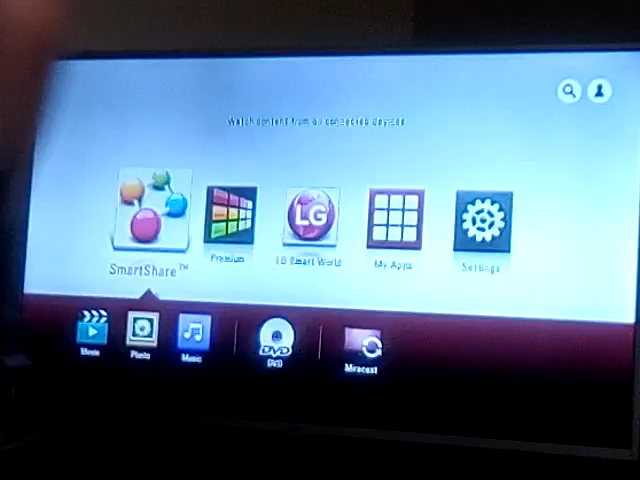 Watch content from all connected devices.
LG
SmartShare™
Premium
LG Smart World
My Apps
Settings
Movie
Photo
Music
DVD
DVD
Miracast